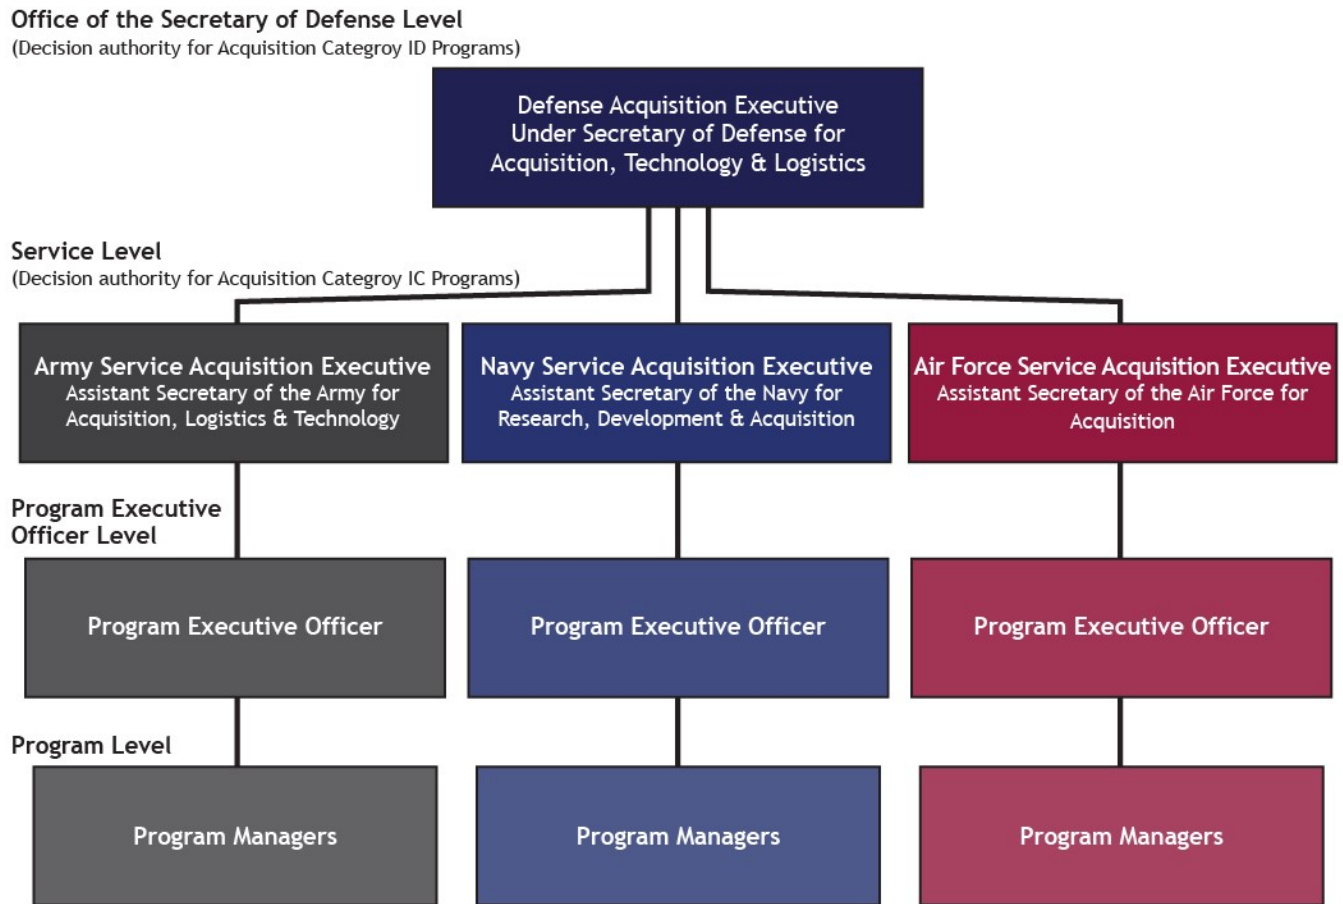 Office of the Secretary of Defense Level
(Decision authority for Acquisition Categroy ID Programs)
Defense Acquisition Executive
Under Secretary of Defense for
Acquisition, Technology & Logistics
Service Level
(Decision authority for Acquisition Categroy IC Programs)
Army Service Acquisition Executive
Assistant Secretary of the Army for
Acquisition, Logistics & Technology
Navy Service Acquisition Executive
Assistant Secretary of the Navy for
Research, Development & Acquisition
Air Force Service Acquisition Executive
Assistant Secretary of the Air Force for
Acquisition
Program Executive
Officer Level
Program Executive Officer
Program Executive Officer
Program Executive Officer
Program Level
Program Managers
Program Managers
Program Managers